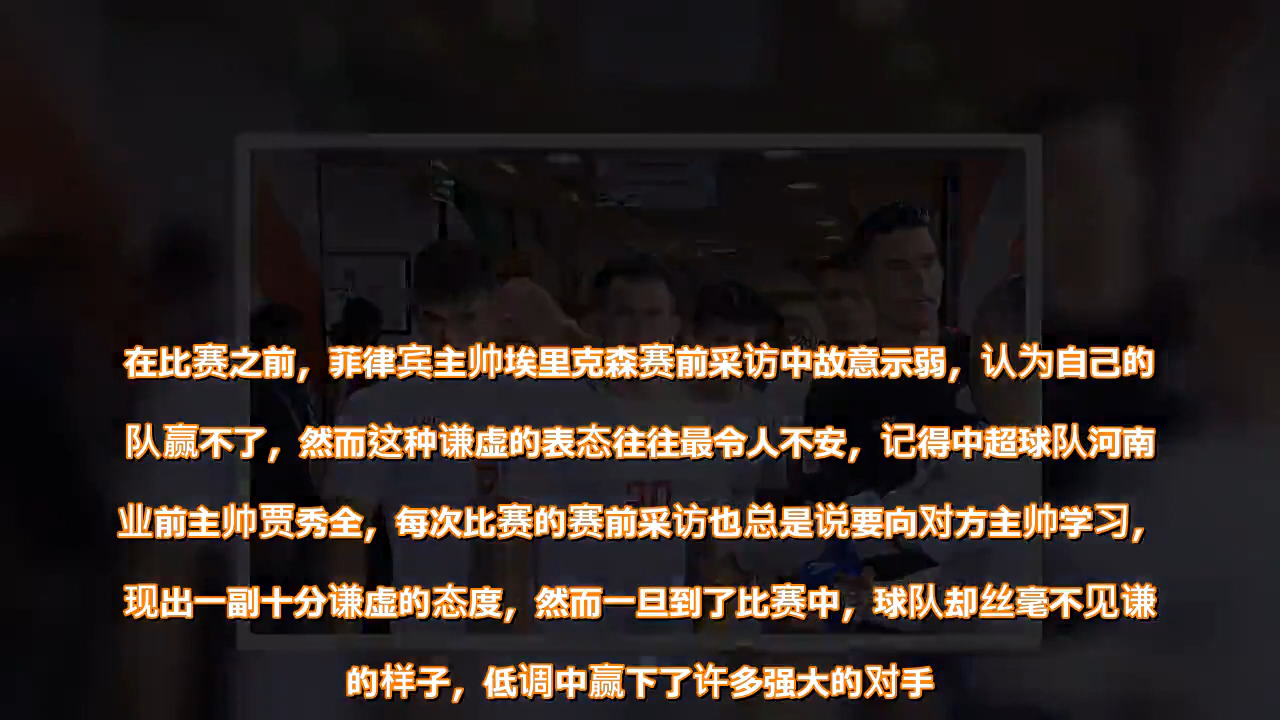 在比赛之前，菲律宾主帅埃里克森赛前采访中故意示弱，认为自己的
队赢不了，然而这种谦虚的表态往往最令人不安，记得中超球队河南
业前主帅贾秀全，每次比赛的赛前采访也总是说要向对方主帅学习，
现出一副十分谦虚的态度，然而一旦到了比赛中，球队却丝毫不见谦
的样子，低调中赢下了许多强大的对手